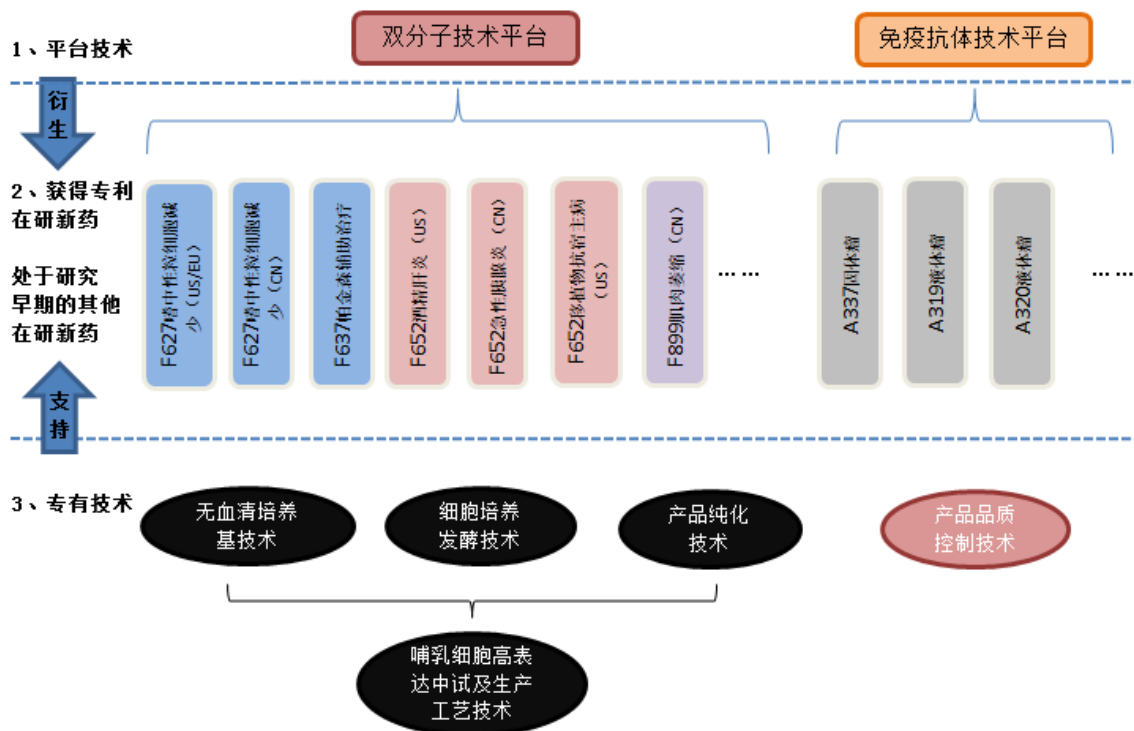 1、平台技术
双分子技术平台
免疫抗体技术平台
衍
生
2、获得专利
在研新药
处于研究
早期的其他
在研新药
F627嗜中性粒细胞减
少（US/EU）
F627嗜中性粒细胞减
少（CN）
F637帕金森辅助治疗
F652酒精肝炎（US）
F652急性胰腺炎（CN）
F652移植物抗宿主病
（US）
F899肌肉萎缩（CN）
... ...
A337固体瘤
A319液体瘤
A320液体瘤
... ...
支
持
3、专有技术
无血清培养
基技术
细胞培养
发酵技术
产品纯化
技术
产品品质
控制技术
哺乳细胞高表
达中试及生产
工艺技术